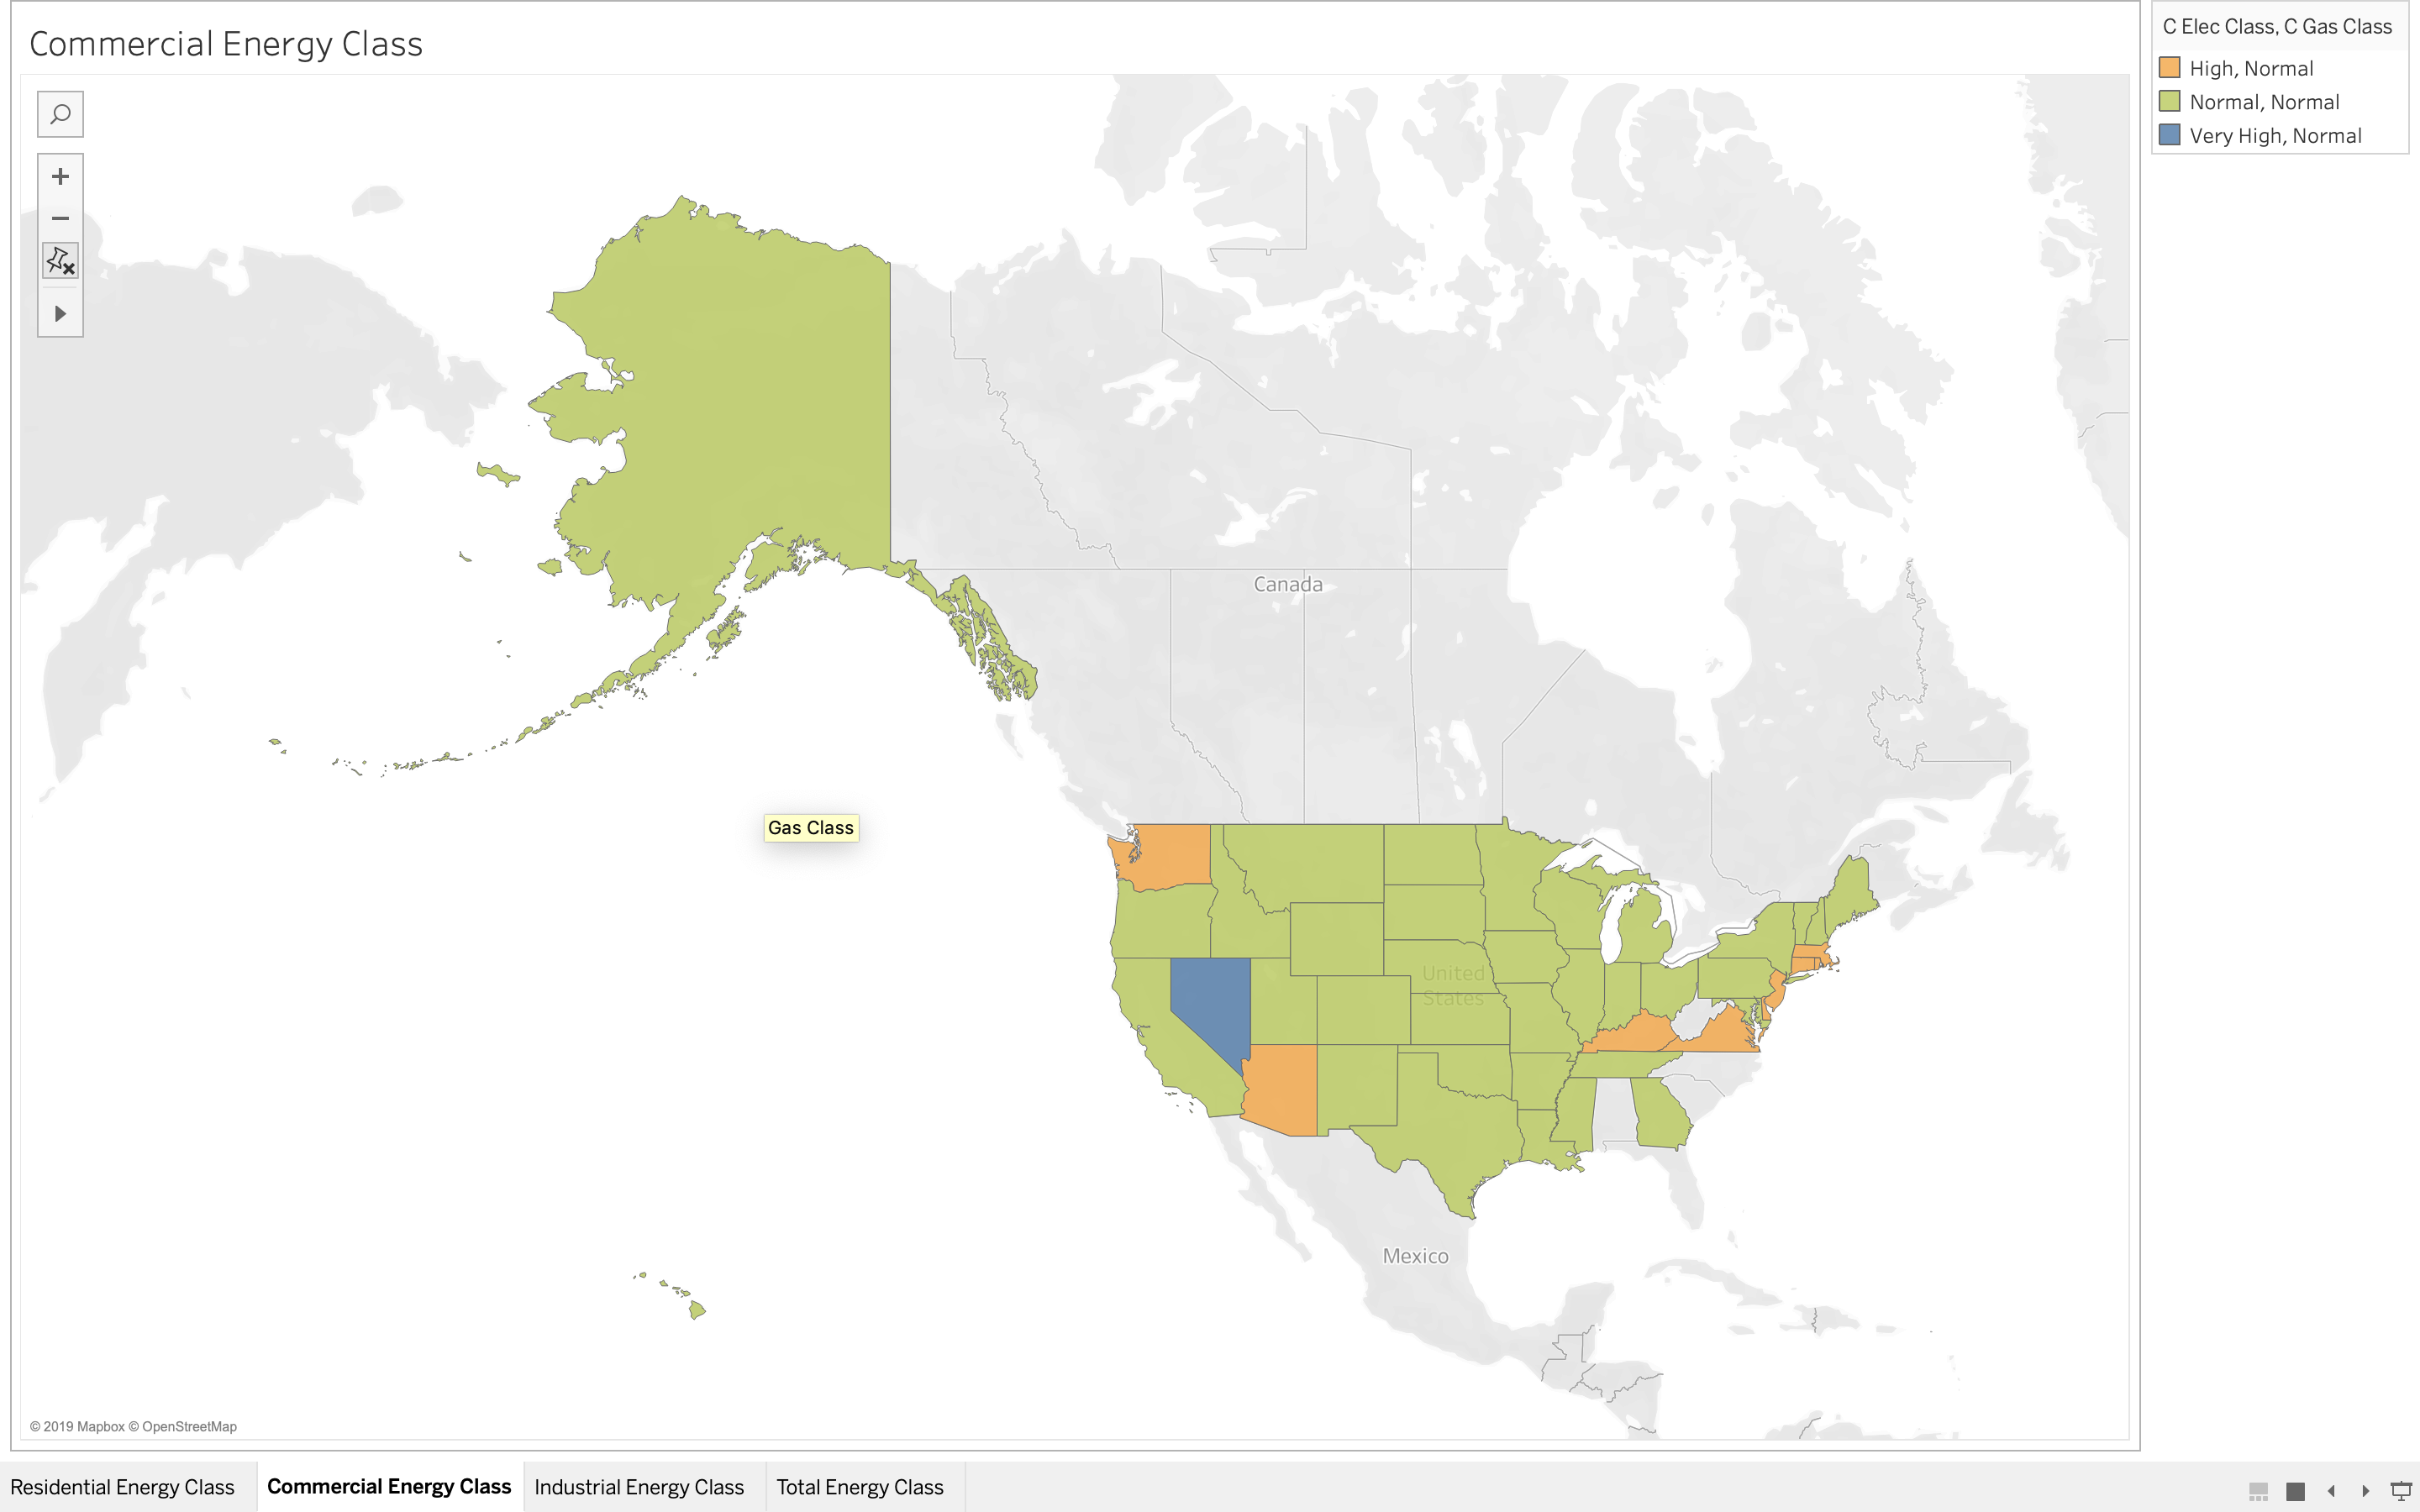 Commercial Energy Class
C Elec Class, C Gas Class
High, Normal
Normal, Normal
Very High, Normal
Canada
Gas Class
United
States
Mexico
© 2019 Mapbox © OpenStreetMap
Residential Energy Class
Commercial Energy Class
Industrial Energy Class
Total Energy Class